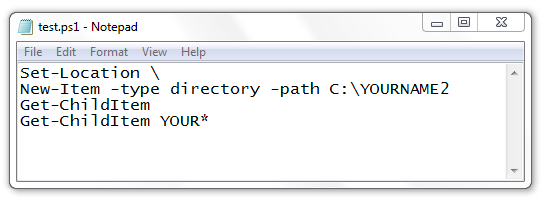 test.ps1 - Notepad
File Edit Format View Help
Set-Location \
New-Item -type directory -path C:\YOURNAME2
Get-ChildItem
Get-ChildItem YOUR*